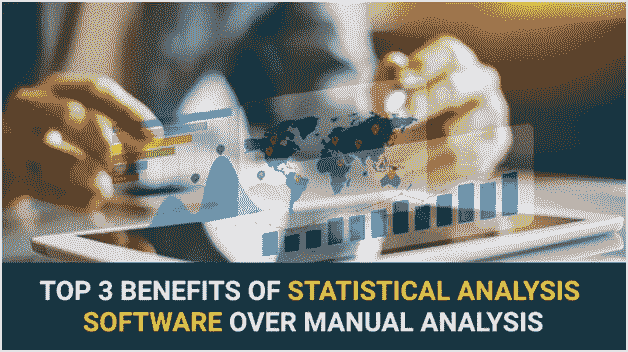 TOP 3 BENEFITS OF STATISTICAL ANALYSIS
SOFTWARE OVER MANUAL ANALYSIS